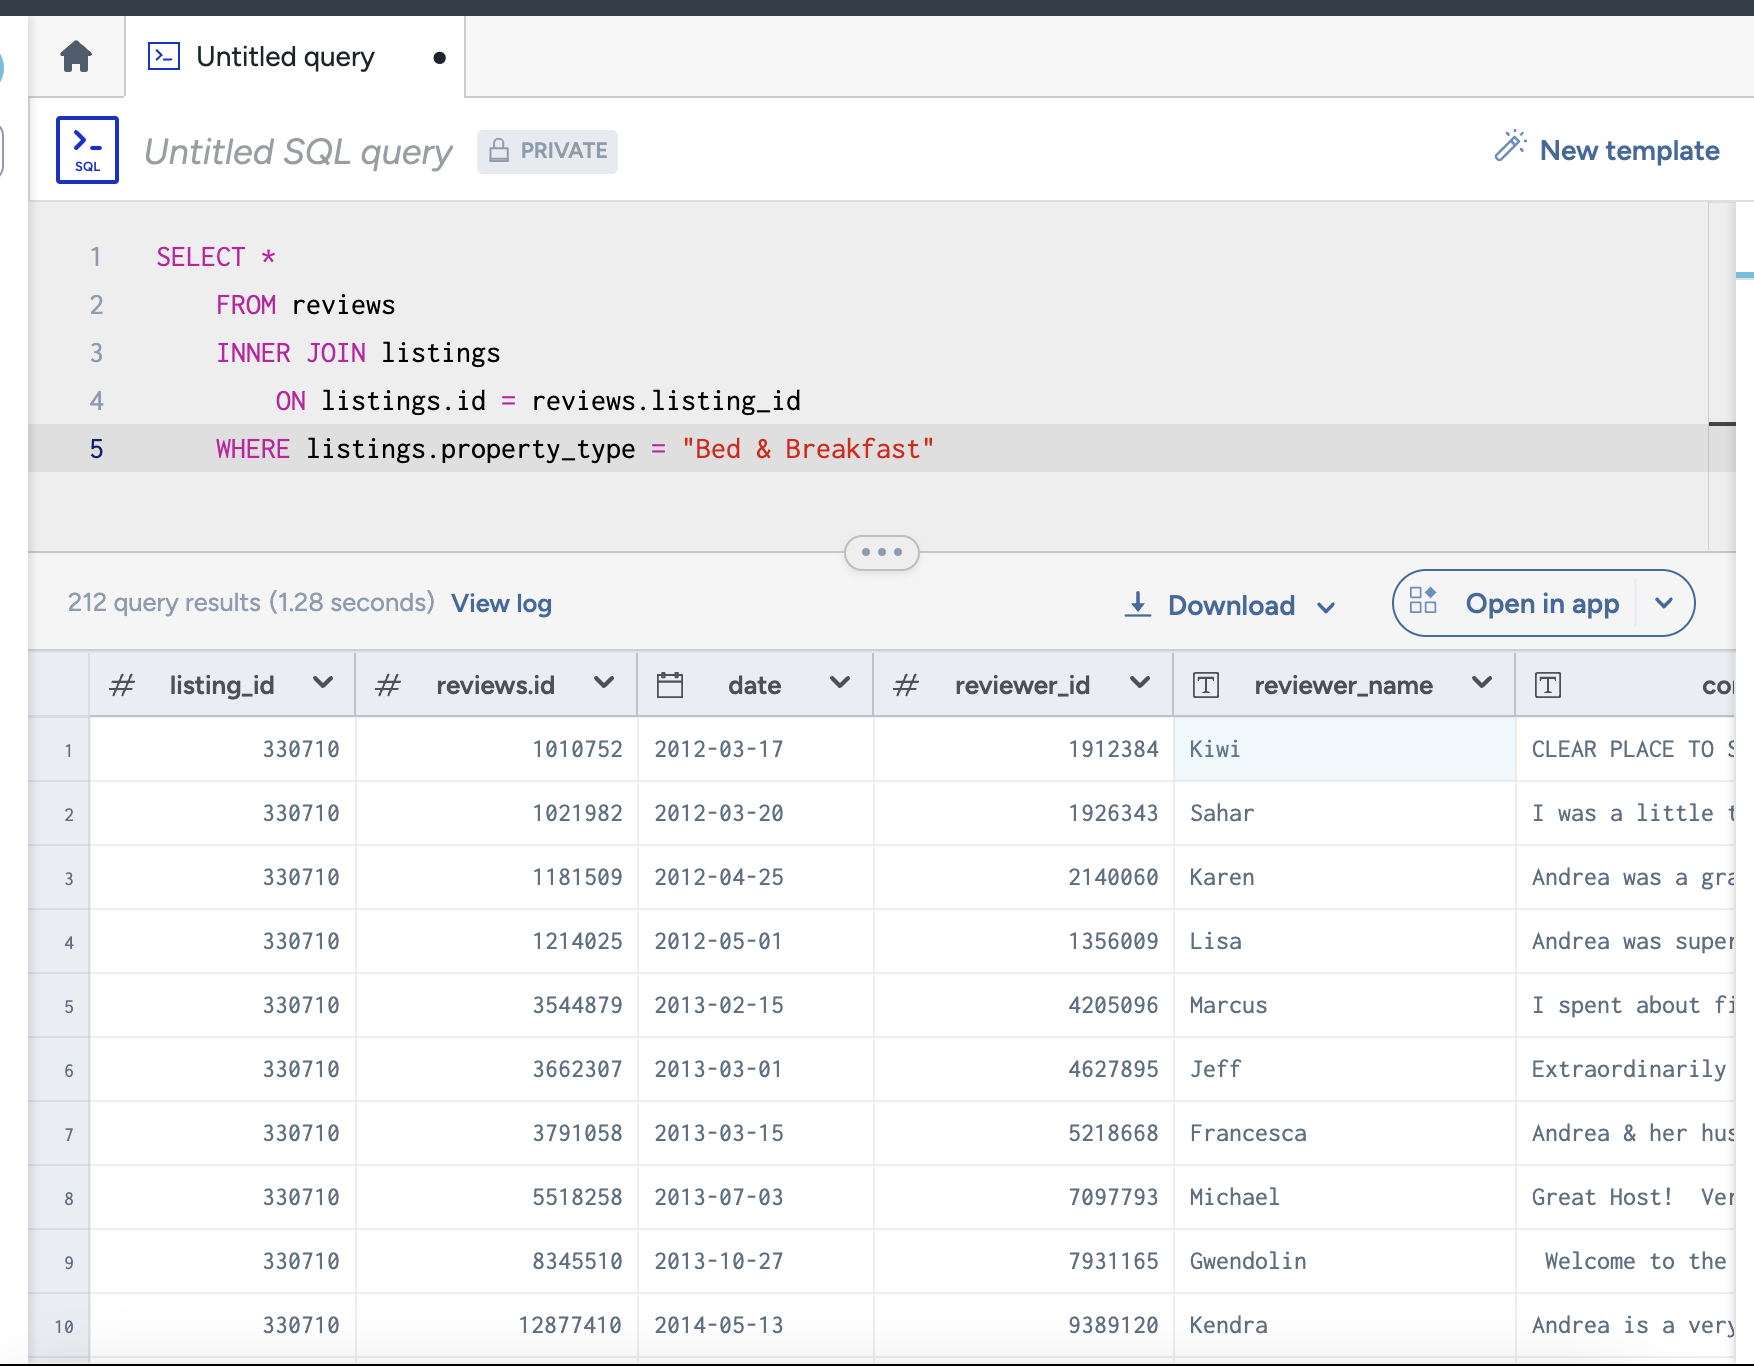 Untitled query
SQL
Untitled SQL query PRIVATE New template
1 SELECT *
2 FROM reviews
3 INNER JOIN listings
4 ON listings.id = reviews.listing_id
5 WHERE listings.property_type = "Bed & Breakfast"
212 query results (1.28 seconds) View log Download Open in app
# listing_id # reviews.id date # reviewer_id T reviewer_name T
1 330710 1010752 2012-03-17 1912384 Kiwi CLEAR PLACE TO
2 330710 1021982 2012-03-20 1926343 Sahar I was a little
3 330710 1181509 2012-04-25 2140060 Karen Andrea was a
4 330710 1214025 2012-05-01 1356009 Lisa Andrea was
5 330710 3544879 2013-02-15 4205096 Marcus I spent about
6 330710 3662307 2013-03-01 4627895 Jeff Extraordinarily
7 330710 3791058 2013-03-15 5218668 Francesca Andrea & her
8 330710 5518258 2013-07-03 7097793 Michael Great Host!
9 330710 8345510 2013-10-27 7931165 Gwendolin Welcome to the
10 330710 12877410 2014-05-13 9389120 Kendra Andrea is a very